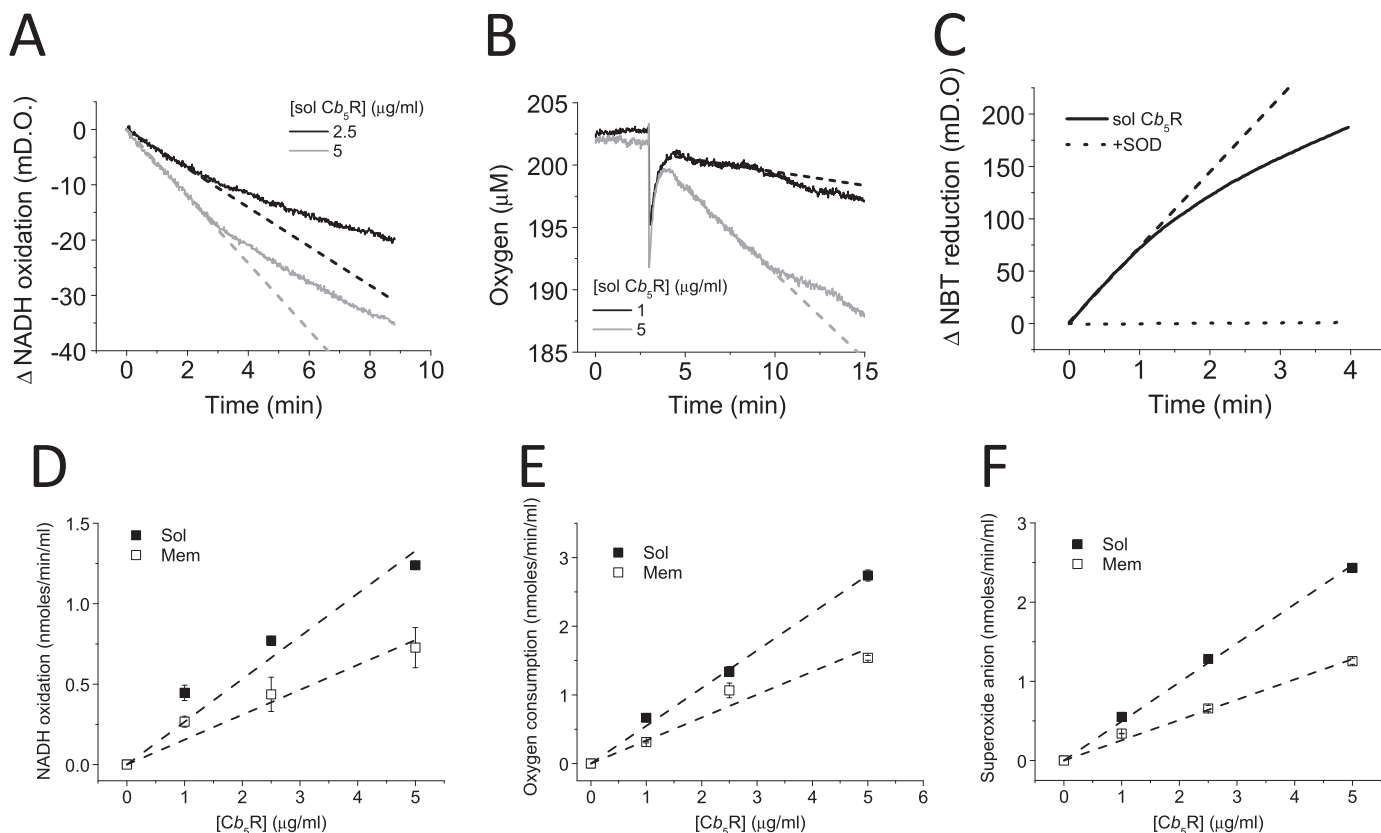 A
Δ NADH oxidation (mD.O.)
[sol Cb₅R] (μg/ml)
2.5
5
0
-10
-20
-30
-40
0 2 4 6 8 10
Time (min)
B
Oxygen (μM)
205
200
195
190
185
[sol Cb₅R] (μg/ml)
1
5
0 5 10 15
Time (min)
C
Δ NBT reduction (mD.O)
sol Cb₅R
+SOD
200
150
100
50
0
0 1 2 3 4
Time (min)
D
NADH oxidation (nmoles/min/ml)
Sol
Mem
1.5
1.0
0.5
0.0
0 1 2 3 4 5
[Cb₅R] (μg/ml)
E
Oxygen consumption (nmoles/min/ml)
Sol
Mem
3
2
1
0
0 1 2 3 4 5 6
[Cb₅R] (μg/ml)
F
Superoxide anion (nmoles/min/ml)
Sol
Mem
3
2
1
0
0 1 2 3 4 5
[Cb₅R] (μg/ml)